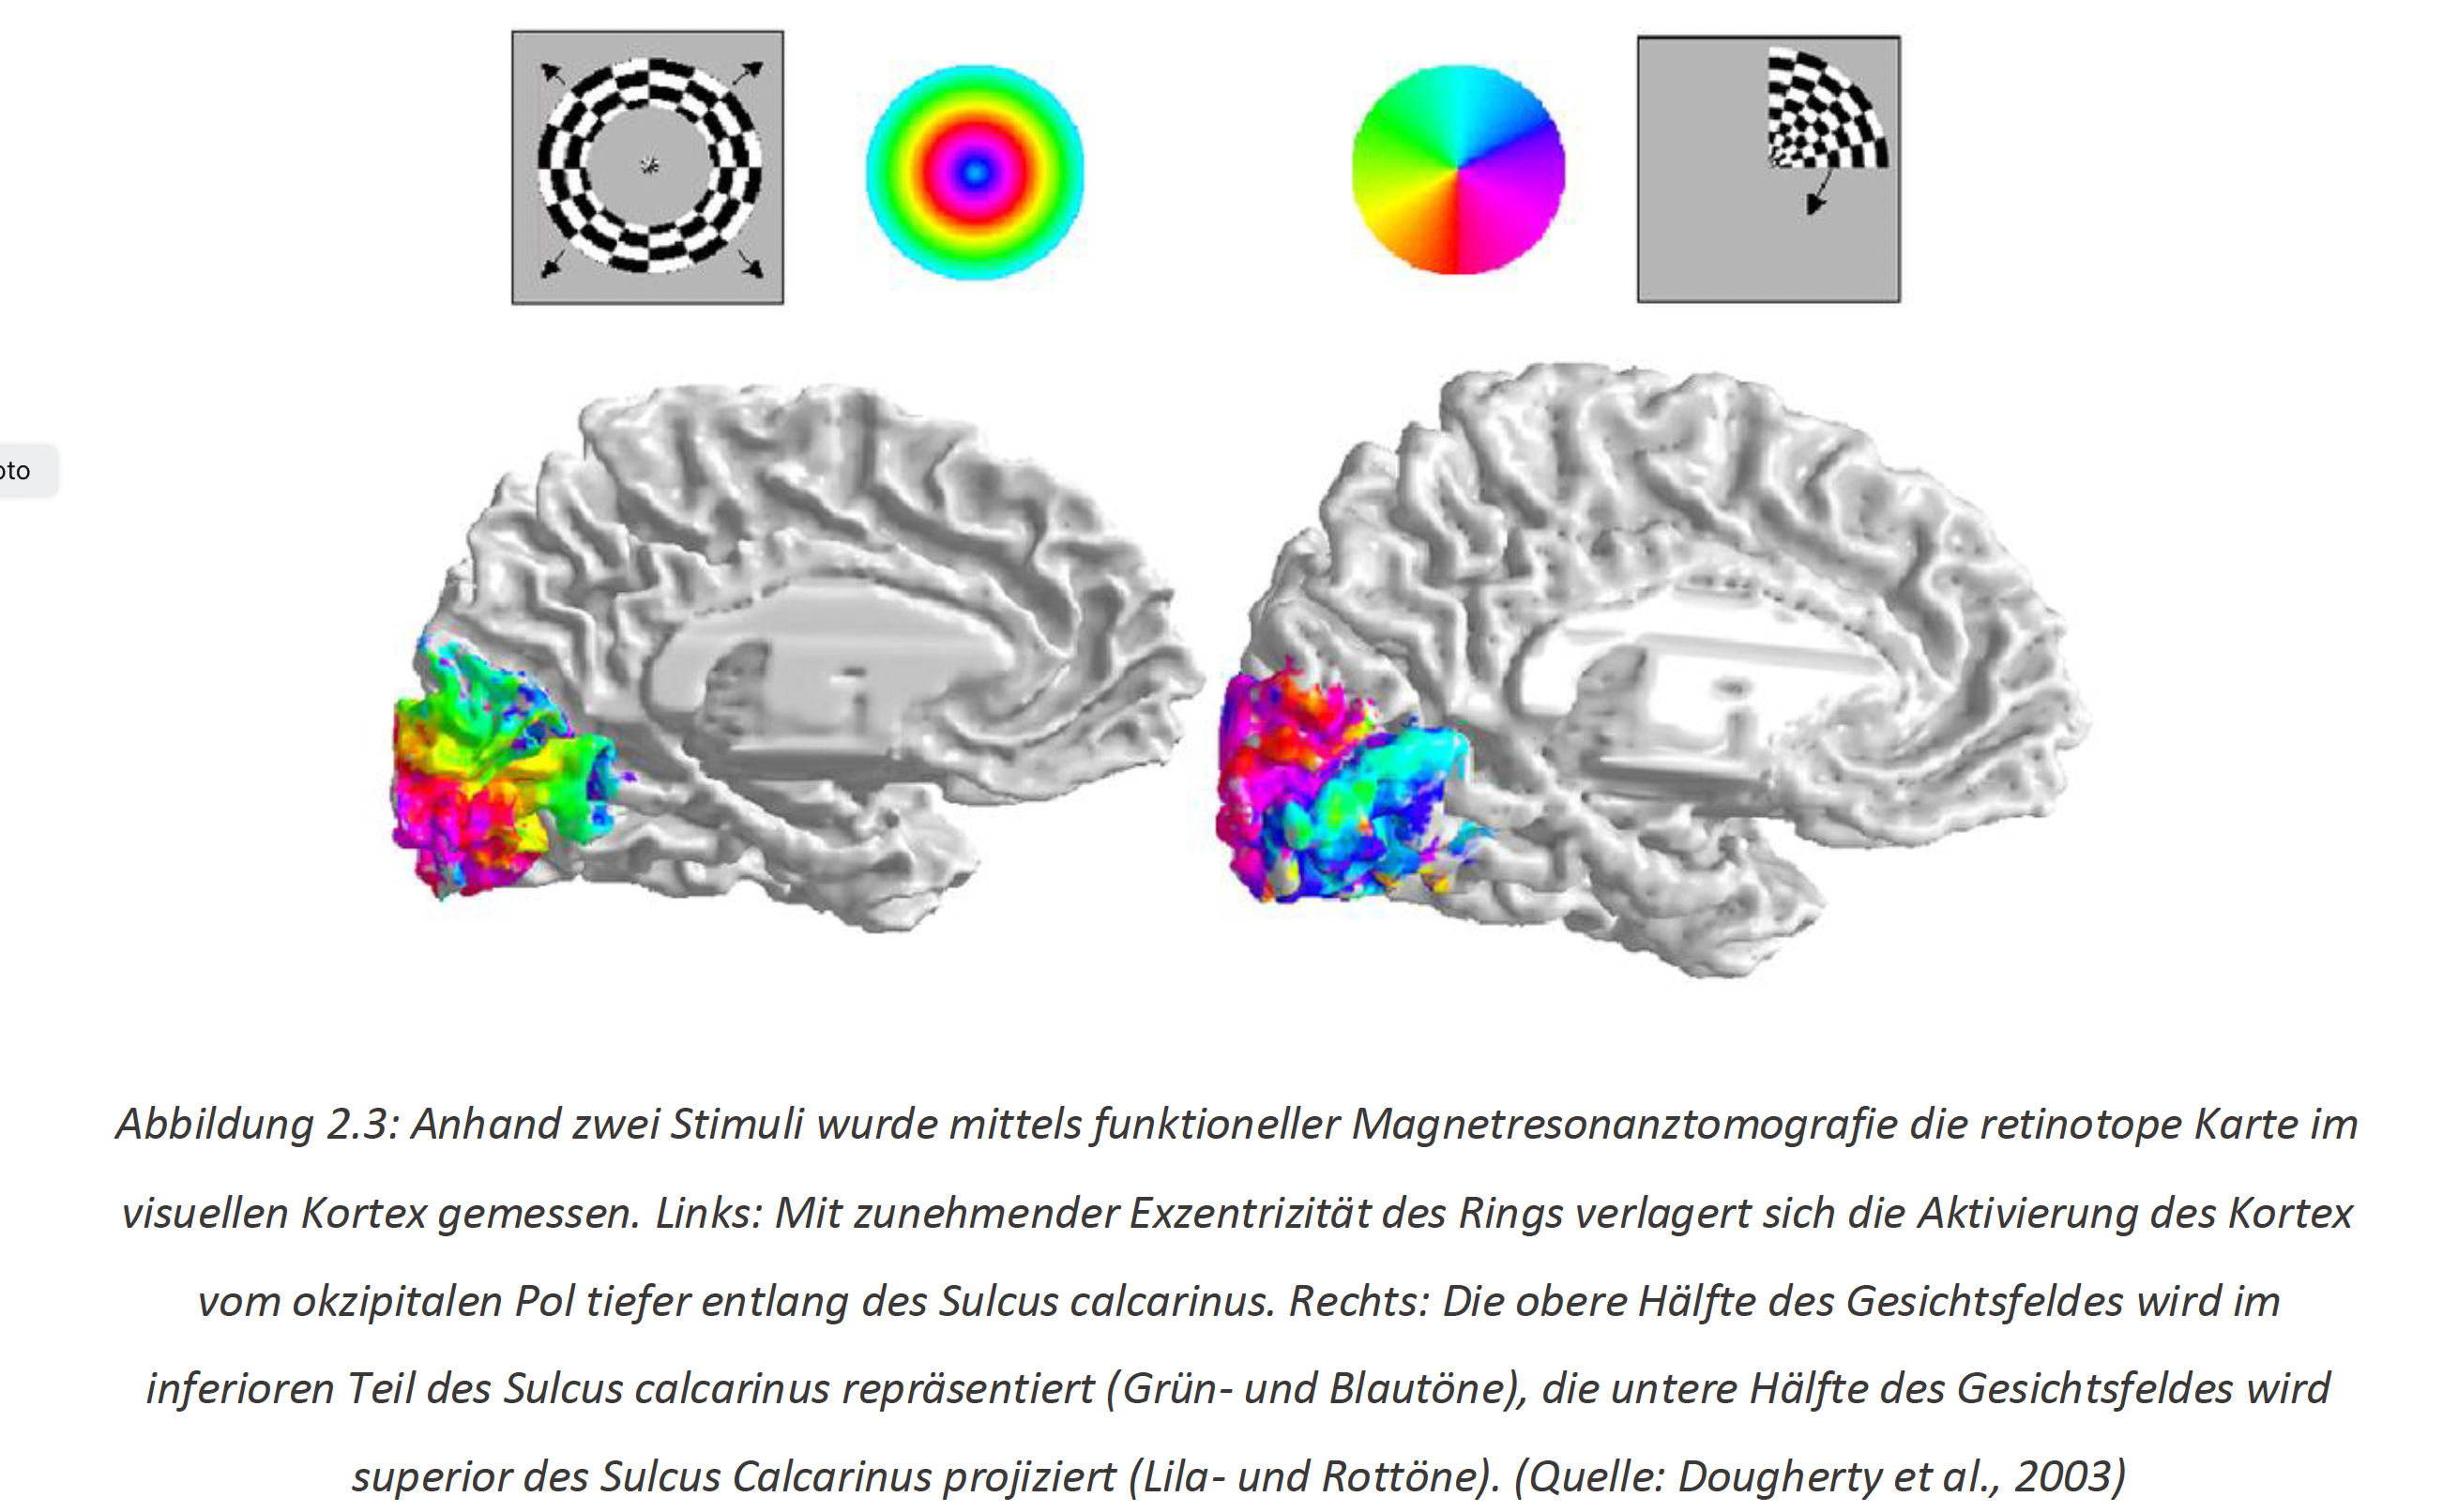 oto
Abbildung 2.3: Anhand zwei Stimuli wurde mittels funktioneller Magnetresonanztomografie die retinotope Karte im
visuellen Kortex gemessen. Links: Mit zunehmender Exzentrizität des Rings verlagert sich die Aktivierung des Kortex
vom okzipitalen Pol tiefer entlang des Sulcus calcarinus. Rechts: Die obere Hälfte des Gesichtsfeldes wird im
inferioren Teil des Sulcus calcarinus repräsentiert (Grün- und Blautöne), die untere Hälfte des Gesichtsfeldes wird
superior des Sulcus Calcarinus projiziert (Lila- und Rottöne). (Quelle: Dougherty et al., 2003)